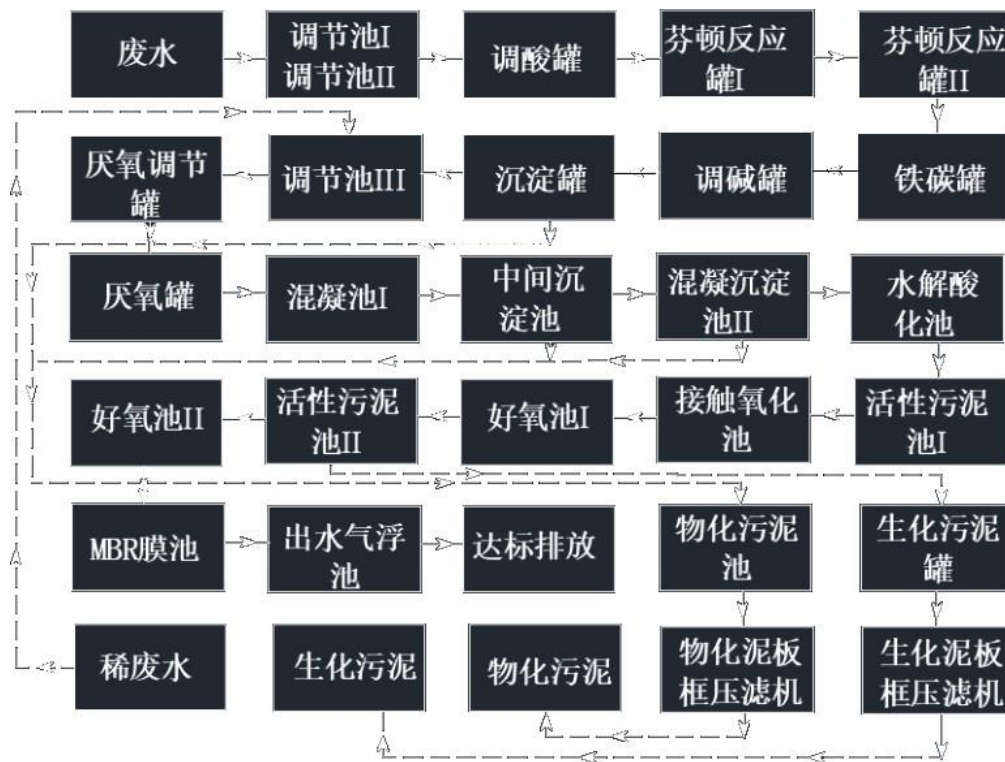 废水
调节池I
调节池II
调酸罐
芬顿反应
罐I
芬顿反应
罐II
厌氧调节
罐
调节池III
沉淀罐
调碱罐
铁碳罐
厌氧罐
混凝池I
中间沉
淀池
混凝沉淀
池II
水解酸
化池
好氧池II
活性污泥
池II
好氧池I
接触氧化
池
活性污泥
池I
MBR膜池
出水气浮
池
达标排放
物化污泥
池
生化污泥
罐
稀废水
生化污泥
物化污泥
物化泥板
框压滤机
生化泥板
框压滤机